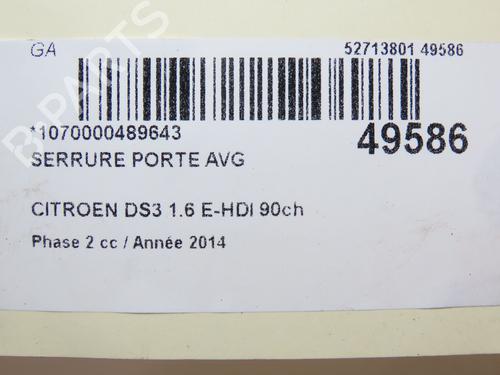 GA
52713801 49586
*1070000489643
49586
SERRURE PORTE AVG
CITROEN DS3 1.6 E-HDI 90ch
Phase 2 cc / Année 2014
B-PARTS